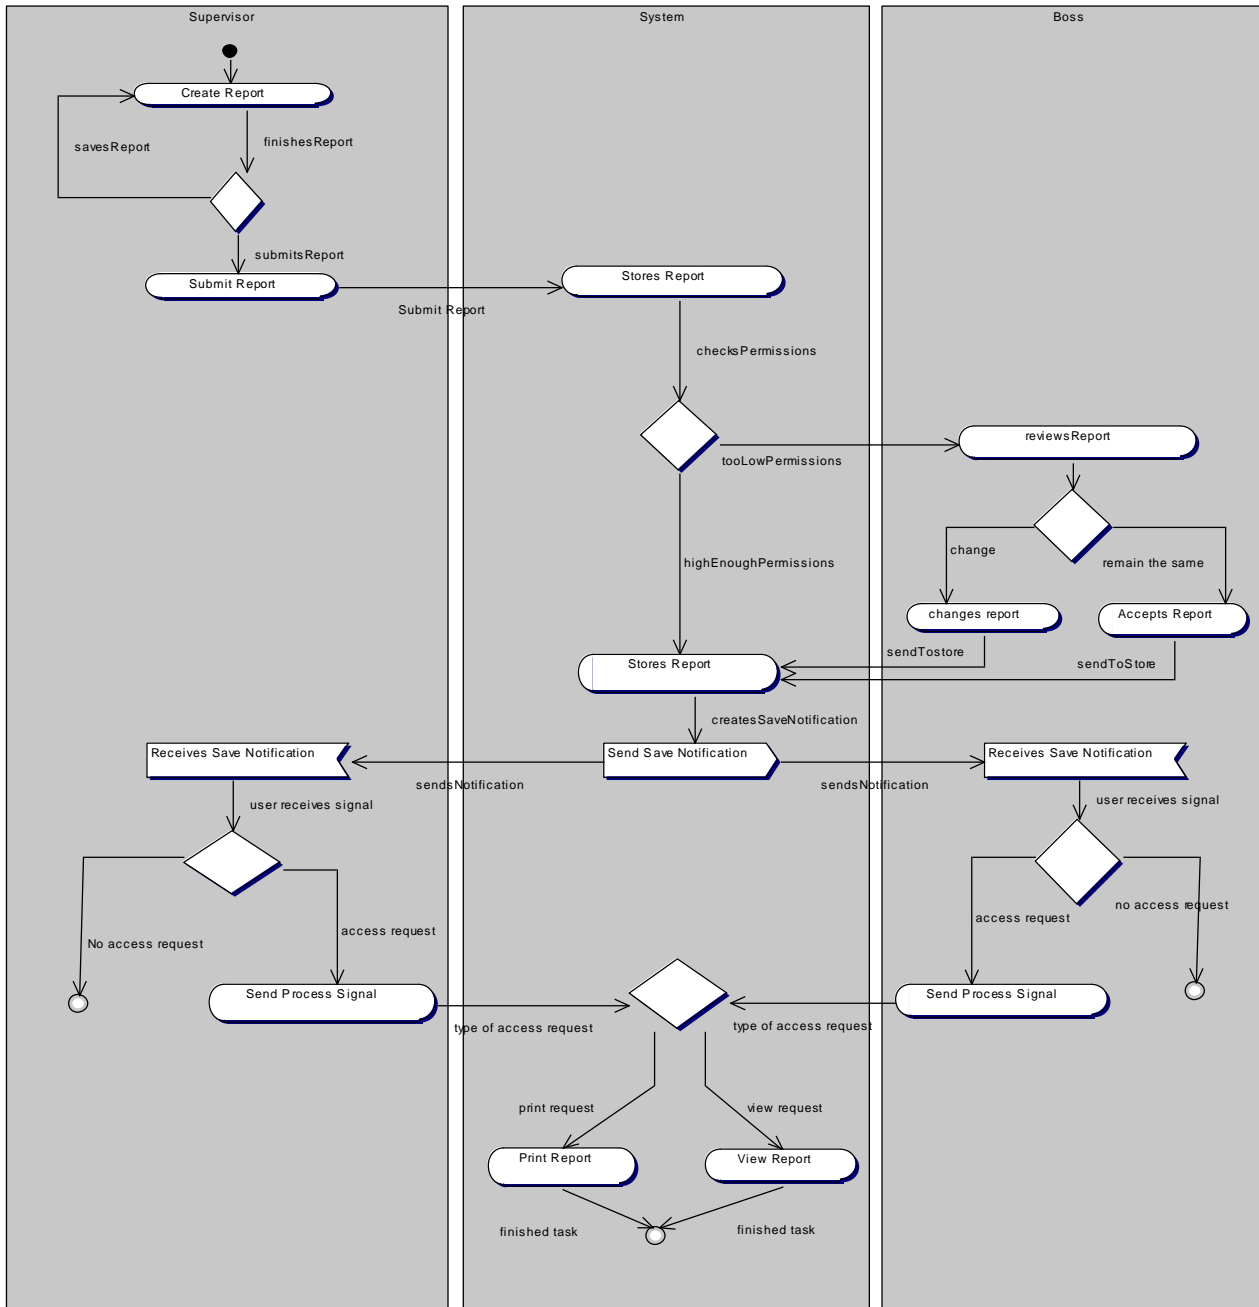 Supervisor
System
Boss
Create Report
savesReport
finishesReport
submitsReport
Submit Report
Stores Report
Submit Report
checksPermissions
reviewsReport
tooLowPermissions
change
highEnoughPermissions
remain the same
changes report
Accepts Report
sendTostore
Stores Report
sendToStore
createsSaveNotification
Receives Save Notification
Send Save Notification
Receives Save Notification
sendsNotification
sendsNotification
user receives signal
user receives signal
No access request
access request
access request
no access request
Send Process Signal
Send Process Signal
type of access request
type of access request
print request
view request
Print Report
View Report
finished task
finished task